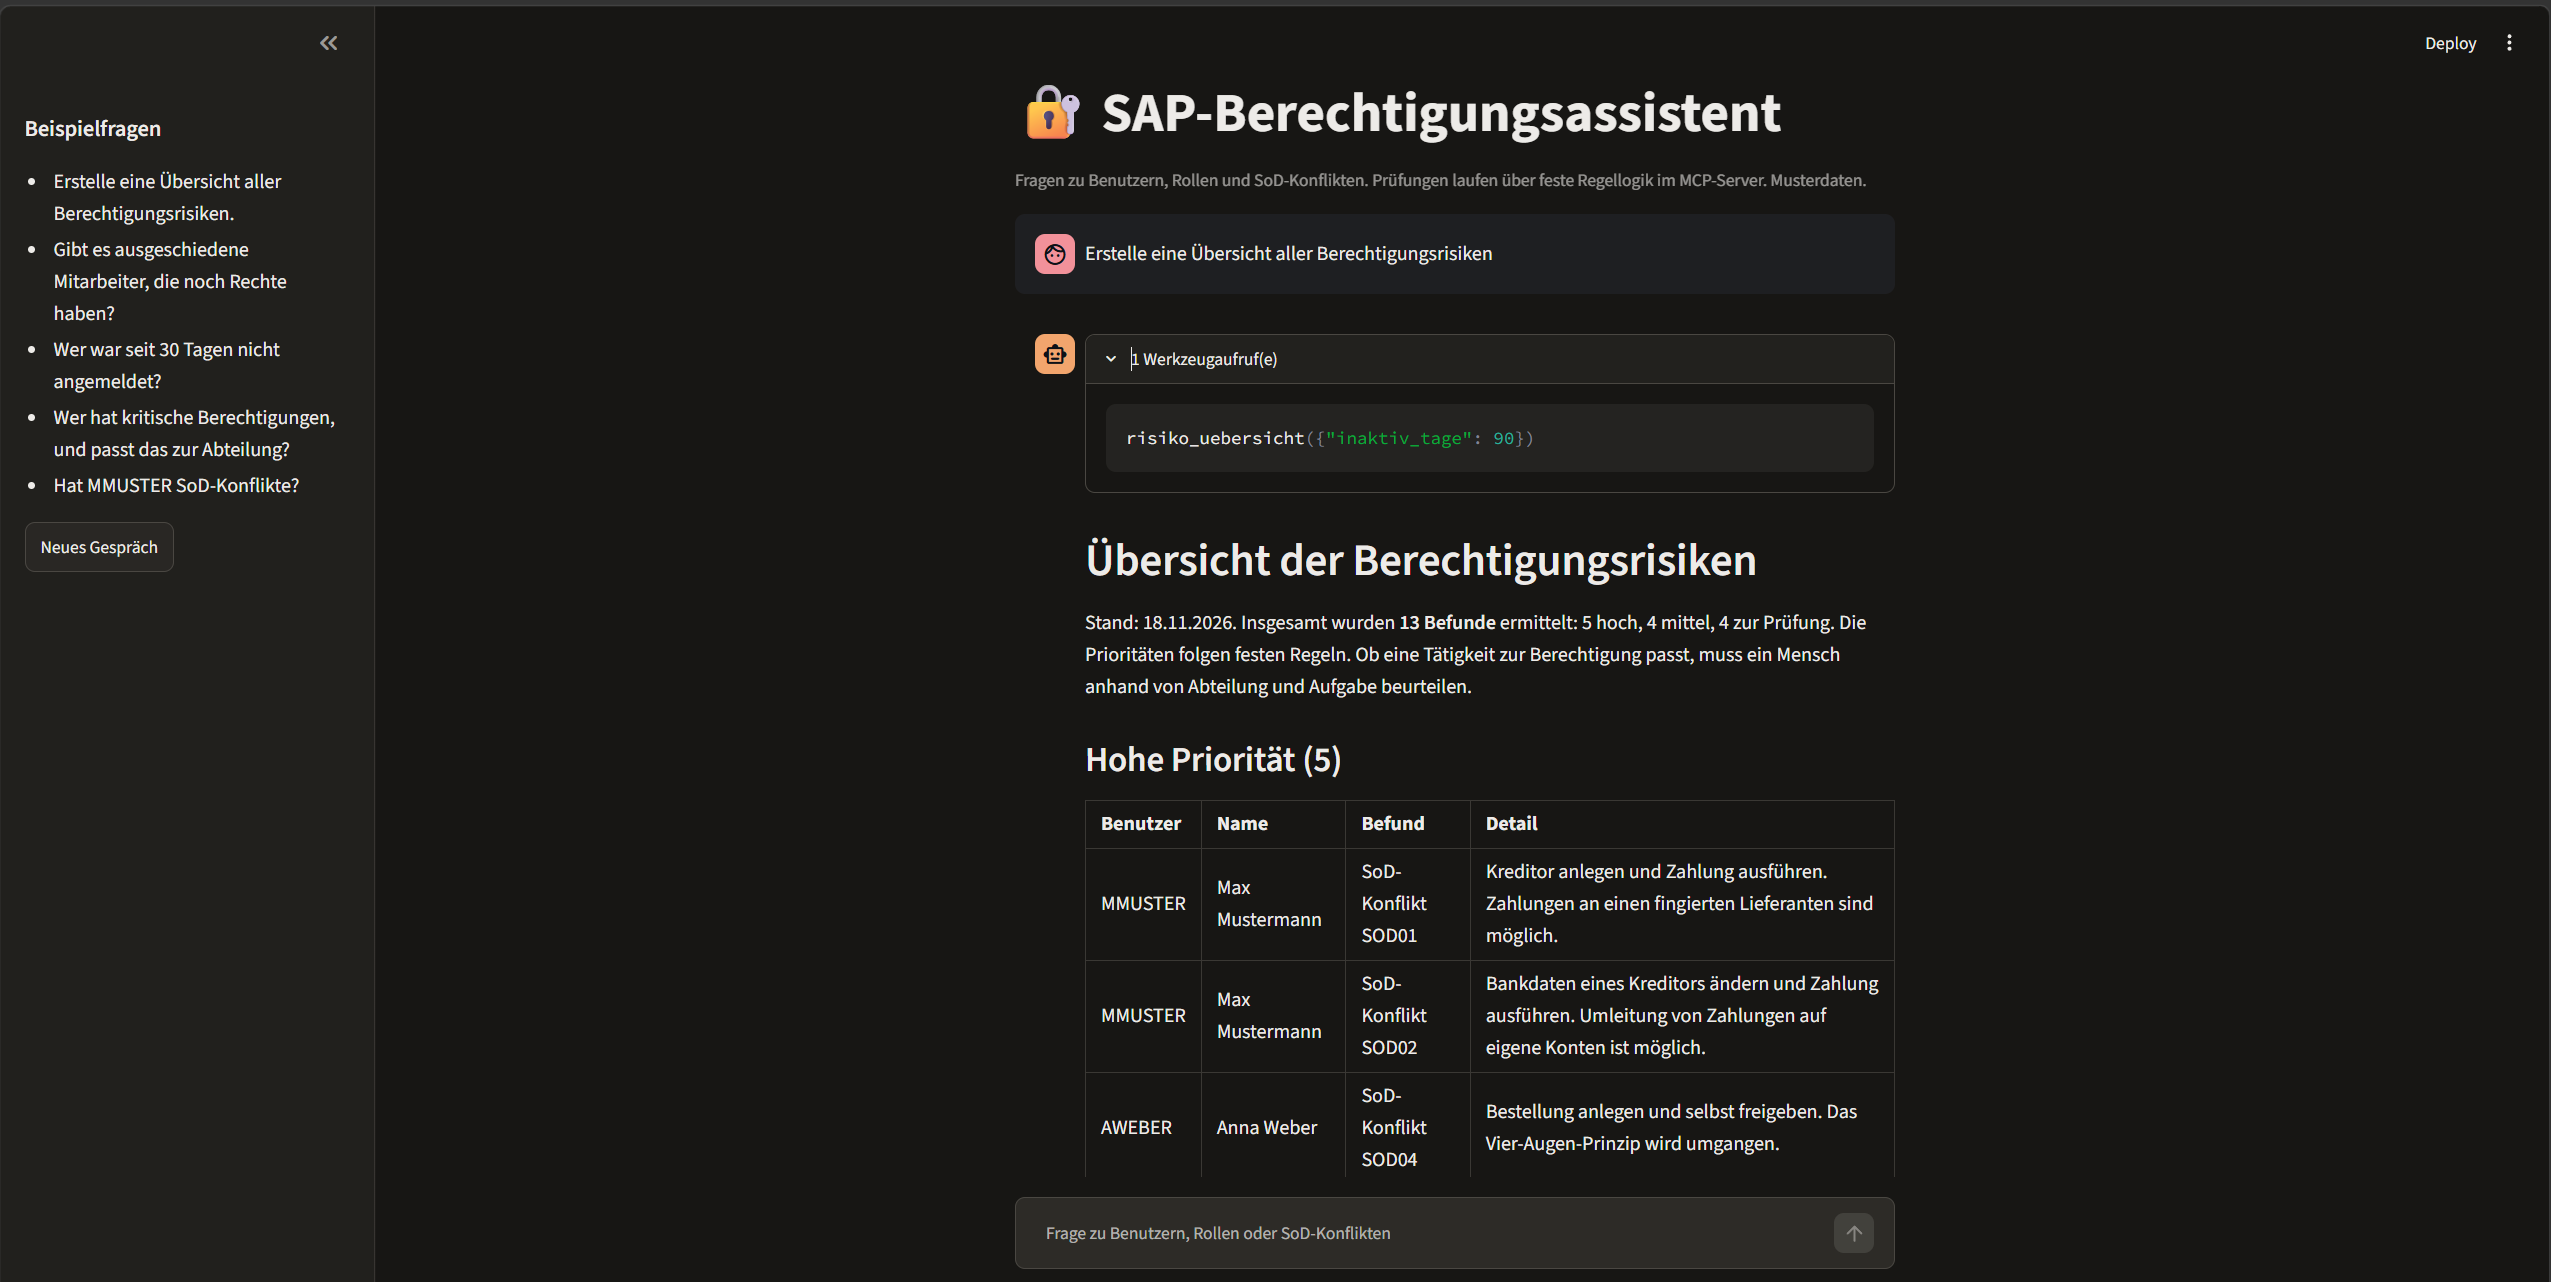 Deploy
Beispielfragen
Erstelle eine Übersicht aller
Berechtigungsrisiken.
Gibt es ausgeschiedene
Mitarbeiter, die noch Rechte
haben?
Wer war seit 30 Tagen nicht
angemeldet?
Wer hat kritische Berechtigungen,
und passt das zur Abteilung?
Hat MMUSTER SoD-Konflikte?
Neues Gespräch
SAP-Berechtigungsassistent
Fragen zu Benutzern, Rollen und SoD-Konflikten. Prüfungen laufen über feste Regellogik im MCP-Server. Musterdaten.
Erstelle eine Übersicht aller Berechtigungsrisiken
1 Werkzeugaufruf(e)
risiko_uebersicht({"inaktiv_tage": 90})
Übersicht der Berechtigungsrisiken
Stand: 18.11.2026. Insgesamt wurden 13 Befunde ermittelt: 5 hoch, 4 mittel, 4 zur Prüfung. Die
Prioritäten folgen festen Regeln. Ob eine Tätigkeit zur Berechtigung passt, muss ein Mensch
anhand von Abteilung und Aufgabe beurteilen.
Hohe Priorität (5)
Benutzer Name Befund Detail
MMUSTER
Max
Mustermann
SoD-
Konflikt
SOD01
Kreditor anlegen und Zahlung ausführen.
Zahlungen an einen fingierten Lieferanten sind
möglich.
MMUSTER
Max
Mustermann
SoD-
Konflikt
SOD02
Bankdaten eines Kreditors ändern und Zahlung
ausführen. Umleitung von Zahlungen auf
eigene Konten ist möglich.
AWEBER
Anna Weber
SoD-
Konflikt
SOD04
Bestellung anlegen und selbst freigeben. Das
Vier-Augen-Prinzip wird umgangen.
Frage zu Benutzern, Rollen oder SoD-Konflikten